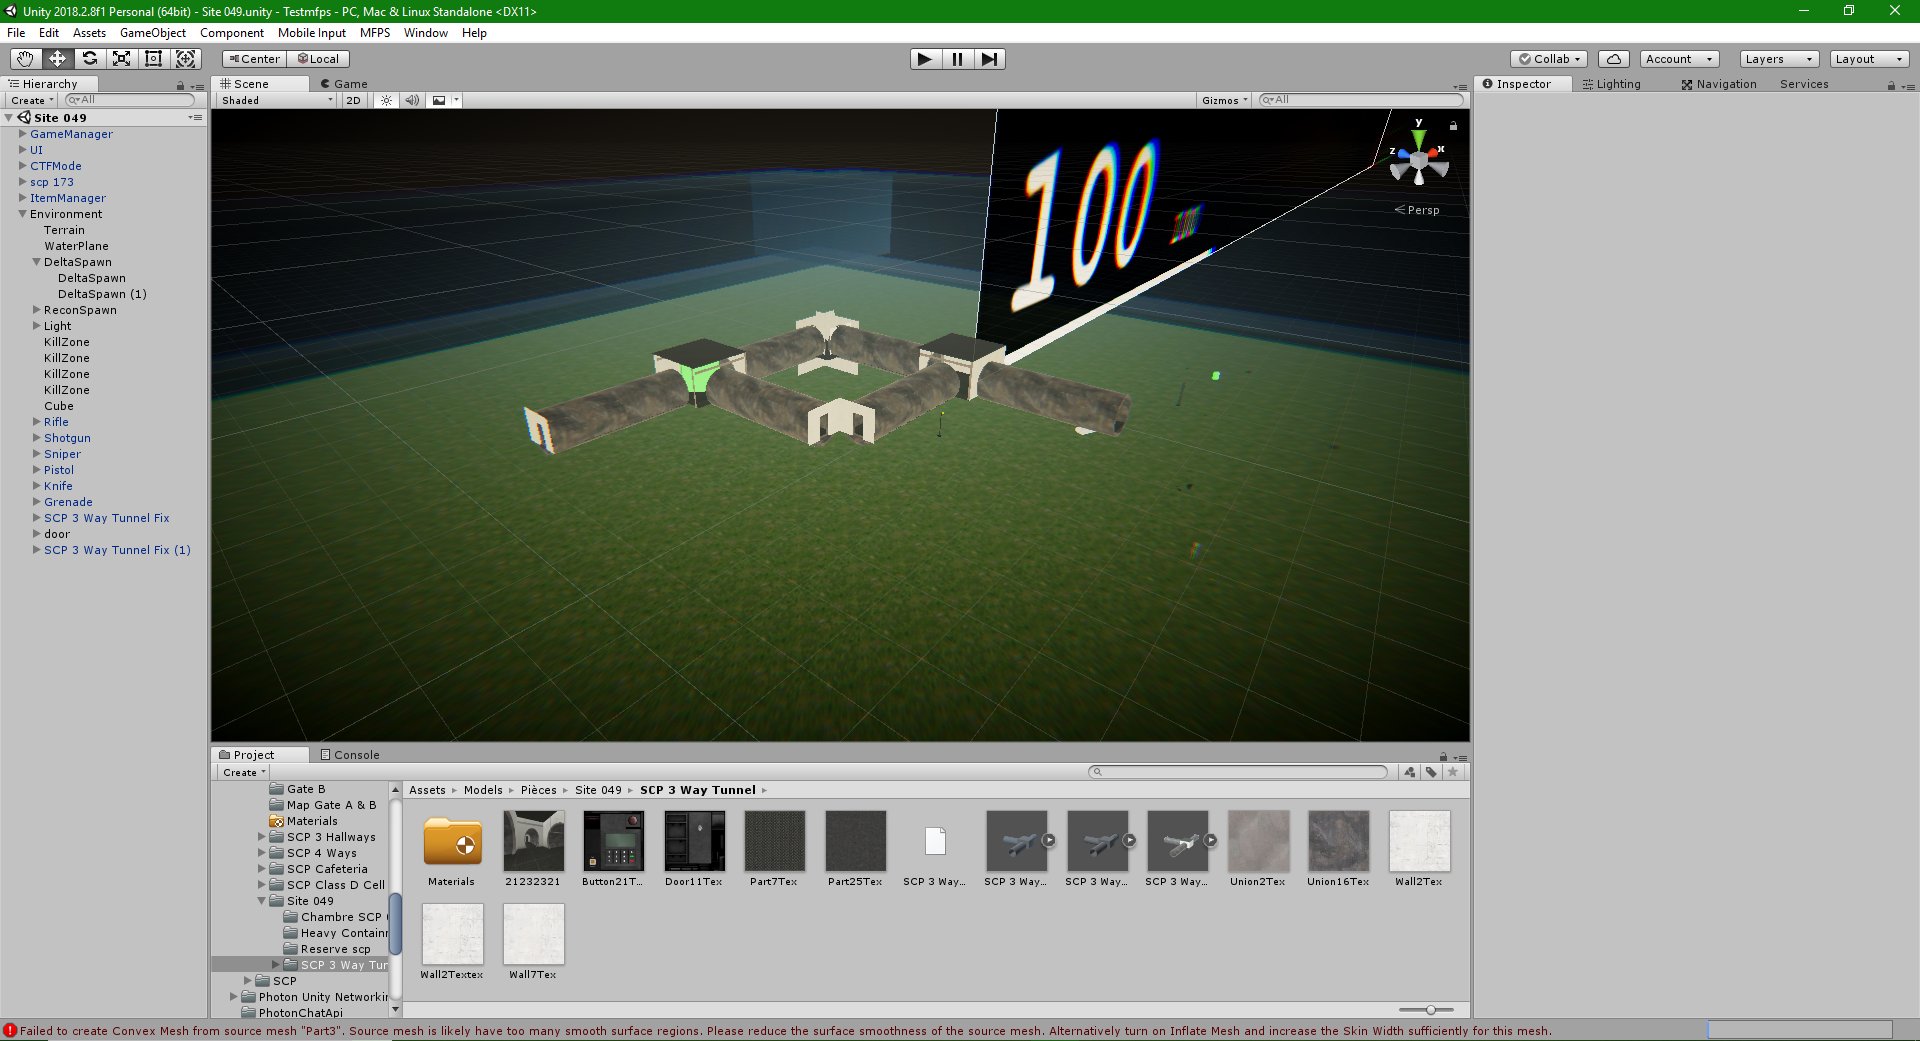 Unity 2018.2.8f1 Personal (64bit) - Site 049.unity - Testmfps - PC, Mac & Linux Standalone <DX11>
File Edit Assets GameObject Component Mobile Input MFPS Window Help
Center Local Collab Account Layers Layout
Hierarchy Scene Game Inspector Lighting Navigation Services
Create All Shaded 2D Gizmos All
Site 049
GameManager
UI
CTFMode
scp 173
ItemManager
Environment
Terrain
WaterPlane
DeltaSpawn
DeltaSpawn
DeltaSpawn (1)
ReconSpawn
Light
KillZone
KillZone
KillZone
KillZone
Cube
Rifle
Shotgun
Sniper
Pistol
Knife
Grenade
SCP 3 Way Tunnel Fix
door
SCP 3 Way Tunnel Fix (1)
100
y
z x
Persp
Project Console
Create
Gate B
Map Gate A & B
Materials
SCP 3 Hallways
SCP 4 Ways
SCP Cafeteria
SCP Class D Cell
Site 049
Chambre SCP
Heavy Contain
Reserve scp
SCP 3 Way Tur
SCP
Photon Unity Networkin
PhotonChatApi
Assets Models Pièces Site 049 SCP 3 Way Tunnel
Materials 21232321 Button21T... Door11Tex Part7Tex Part25Tex SCP 3 Way... SCP 3 Way... SCP 3 Way... SCP 3 Way... Union2Tex Union16Tex Wall2Tex
Wall2Textex Wall7Tex
Failed to create Convex Mesh from source mesh "Part3". Source mesh is likely have too many smooth surface regions. Please reduce the surface smoothness of the source mesh. Alternatively turn on Inflate Mesh and increase the Skin Width sufficiently for this mesh.